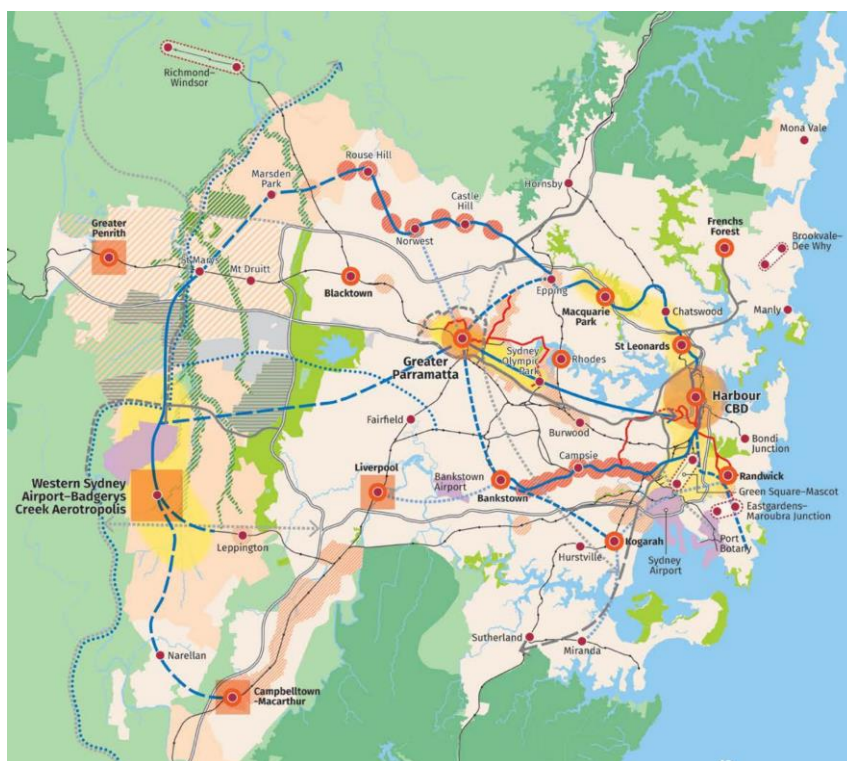 Richmond–
Windsor
Mona Vale
Rouse Hill
Marsden
Park
Castle
Hill
Hornsby
Frenchs
Forest
Greater
Penrith
Norwest
Brookvale–
Dee Why
St Marys
Mt Druitt
Blacktown
Epping
Macquarie
Park
Chatswood
Manly
St Leonards
Greater
Parramatta
Sydney
Olympic
Park
Rhodes
Harbour
CBD
Fairfield
Burwood
Bondi
Junction
Western Sydney
Airport–Badgerys
Creek Aerotropolis
Liverpool
Bankstown
Airport
Campsie
Bankstown
Randwick
Green Square–Mascot
Eastgardens–
Maroubra Junction
Leppington
Kogarah
Hurstville
Sydney
Airport
Port
Botany
Sutherland
Miranda
Narellan
Campbelltown
-Macarthur